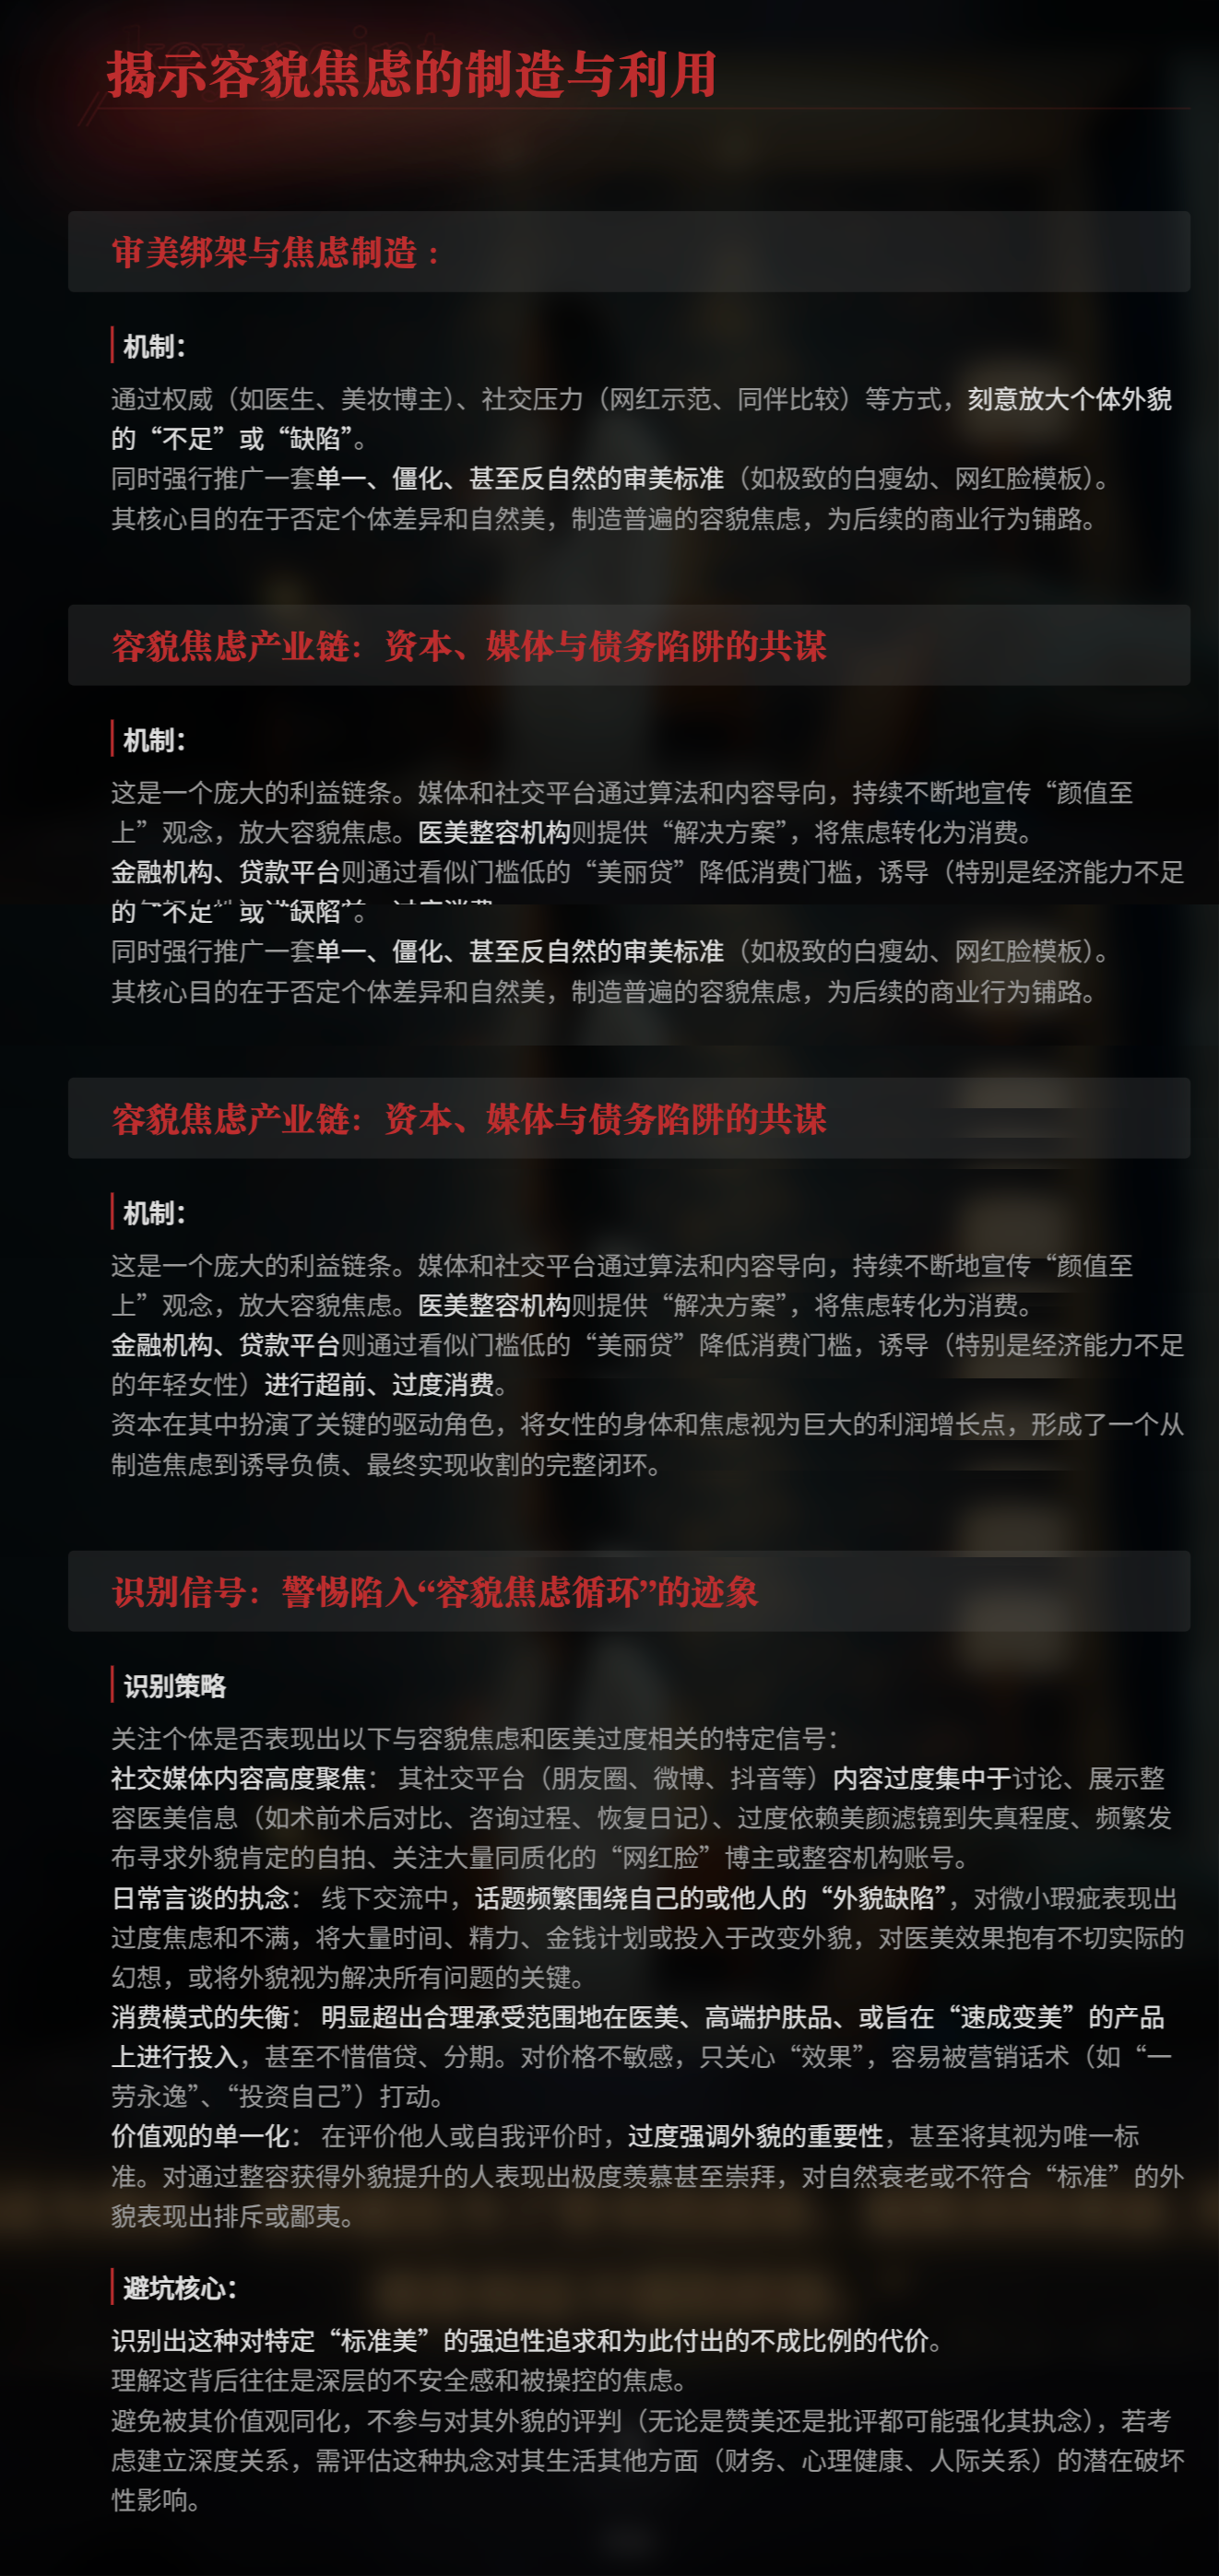 揭示容貌焦虑的制造与利用
审美绑架与焦虑制造：
机制：
通过权威（如医生、美妆博主）、社交压力（网红示范、同伴比较）等方式，刻意放大个体外貌
的“不足”或“缺陷”。
同时强行推广一套单一、僵化、甚至反自然的审美标准（如极致的白瘦幼、网红脸模板）。
其核心目的在于否定个体差异和自然美，制造普遍的容貌焦虑，为后续的商业行为铺路。
容貌焦虑产业链：资本、媒体与债务陷阱的共谋
机制：
这是一个庞大的利益链条。媒体和社交平台通过算法和内容导向，持续不断地宣传“颜值至
上”观念，放大容貌焦虑。医美整容机构则提供“解决方案”，将焦虑转化为消费。
金融机构、贷款平台则通过看似门槛低的“美丽贷”降低消费门槛，诱导（特别是经济能力不足
的“不足”或“缺陷”。
同时强行推广一套单一、僵化、甚至反自然的审美标准（如极致的白瘦幼、网红脸模板）。
其核心目的在于否定个体差异和自然美，制造普遍的容貌焦虑，为后续的商业行为铺路。
容貌焦虑产业链：资本、媒体与债务陷阱的共谋
机制：
这是一个庞大的利益链条。媒体和社交平台通过算法和内容导向，持续不断地宣传“颜值至
上”观念，放大容貌焦虑。医美整容机构则提供“解决方案”，将焦虑转化为消费。
金融机构、贷款平台则通过看似门槛低的“美丽贷”降低消费门槛，诱导（特别是经济能力不足
的年轻女性）进行超前、过度消费。
资本在其中扮演了关键的驱动角色，将女性的身体和焦虑视为巨大的利润增长点，形成了一个从
制造焦虑到诱导负债、最终实现收割的完整闭环。
识别信号：警惕陷入“容貌焦虑循环”的迹象
识别策略
关注个体是否表现出以下与容貌焦虑和医美过度相关的特定信号：
社交媒体内容高度聚焦： 其社交平台（朋友圈、微博、抖音等）内容过度集中于讨论、展示整
容医美信息（如术前术后对比、咨询过程、恢复日记）、过度依赖美颜滤镜到失真程度、频繁发
布寻求外貌肯定的自拍、关注大量同质化的“网红脸”博主或整容机构账号。
日常言谈的执念： 线下交流中，话题频繁围绕自己的或他人的“外貌缺陷”，对微小瑕疵表现出
过度焦虑和不满，将大量时间、精力、金钱计划或投入于改变外貌，对医美效果抱有不切实际的
幻想，或将外貌视为解决所有问题的关键。
消费模式的失衡： 明显超出合理承受范围地在医美、高端护肤品、或旨在“速成变美”的产品
上进行投入，甚至不惜借贷、分期。对价格不敏感，只关心“效果”，容易被营销话术（如“一
劳永逸”、“投资自己”）打动。
价值观的单一化： 在评价他人或自我评价时，过度强调外貌的重要性，甚至将其视为唯一标
准。对通过整容获得外貌提升的人表现出极度羡慕甚至崇拜，对自然衰老或不符合“标准”的外
貌表现出排斥或鄙夷。
避坑核心：
识别出这种对特定“标准美”的强迫性追求和为此付出的不成比例的代价。
理解这背后往往是深层的不安全感和被操控的焦虑。
避免被其价值观同化，不参与对其外貌的评判（无论是赞美还是批评都可能强化其执念），若考
虑建立深度关系，需评估这种执念对其生活其他方面（财务、心理健康、人际关系）的潜在破坏
性影响。